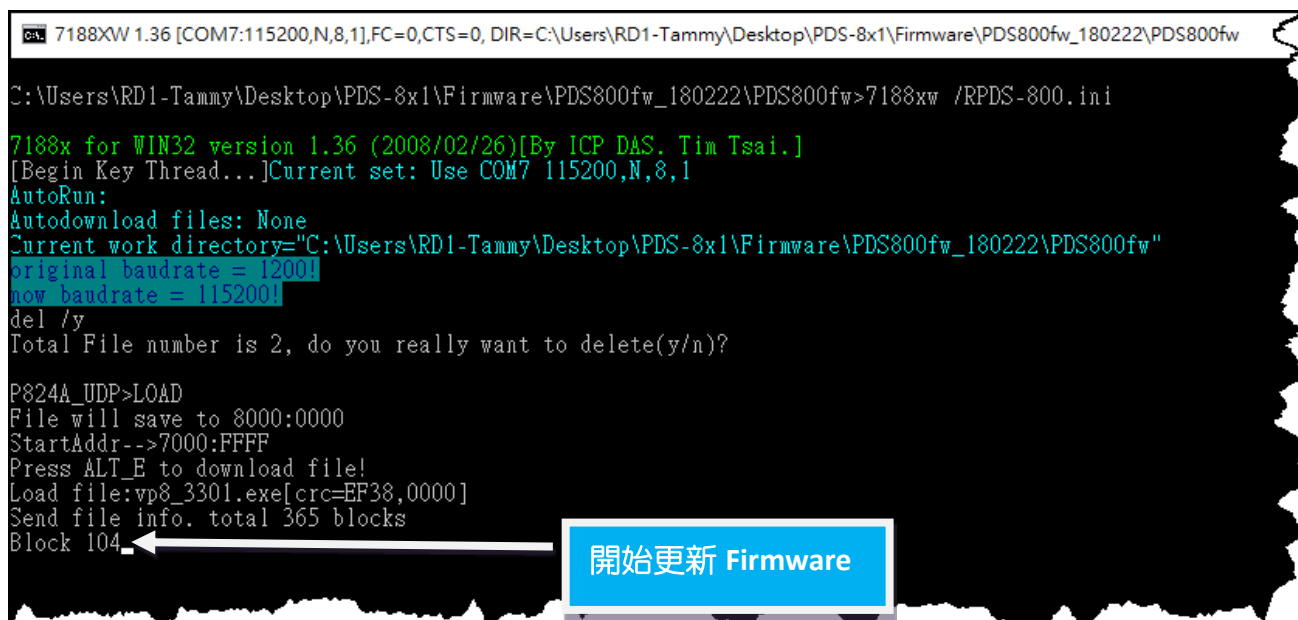 7188XW 1.36 [COM7:115200,N,8,1],FC=0,CTS=0, DIR=C:\Users\RD1-Tammy\Desktop\PDS-8x1\Firmware\PDS800fw_180222\PDS800fw
C:\Users\RD1-Tammy\Desktop\PDS-8x1\Firmware\PDS800fw_180222\PDS800fw>7188xw /RPDS-800.ini
7188x for WIN32 version 1.36 (2008/02/26)[By ICP DAS. Tim Tsai.]
[Begin Key Thread...]Current set: Use COM7 115200,N,8,1
AutoRun:
Autodownload files: None
Current work directory="C:\Users\RD1-Tammy\Desktop\PDS-8x1\Firmware\PDS800fw_180222\PDS800fw"
original baudrate = 1200!
now baudrate = 115200!
del /y
Total File number is 2, do you really want to delete(y/n)?
P824A_UDP>LOAD
File will save to 8000:0000
StartAddr-->7000:FFFF
Press ALT_E to download file!
Load file:vp8_3301.exe[crc=EF38,0000]
Send file info. total 365 blocks
Block 104_
開始更新 Firmware